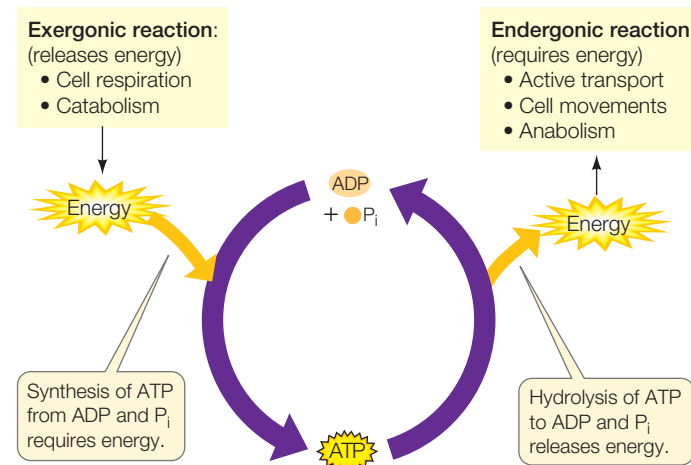 Exergonic reaction:
(releases energy)
• Cell respiration
• Catabolism
Endergonic reaction
(requires energy)
• Active transport
• Cell movements
• Anabolism
Energy
ADP
+ Pi
Energy
Synthesis of ATP
from ADP and Pi
requires energy.
ATP
Hydrolysis of ATP
to ADP and Pi
releases energy.